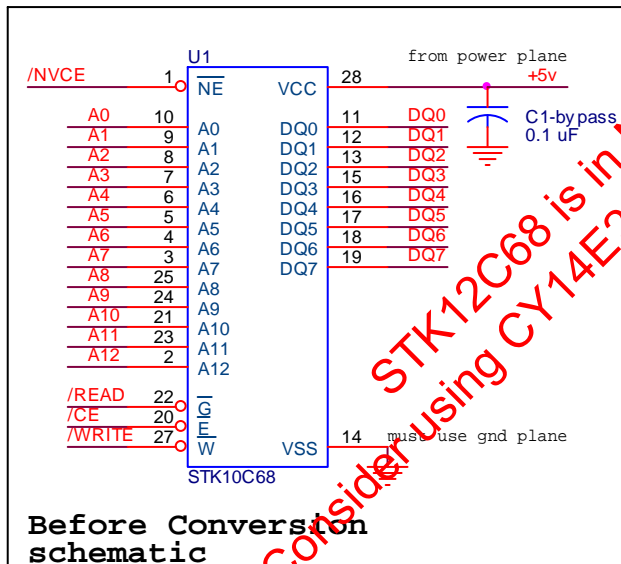 U1
from power plane
/NVCE 1 NE VCC 28 +5v
A0 10 A0 DQ0 11 DQ0
A1 9 A1 DQ1 12 DQ1
A2 8 A2 DQ2 13 DQ2
A3 7 A3 DQ3 15 DQ3
A4 6 A4 DQ4 16 DQ4
A5 5 A5 DQ5 17 DQ5
A6 4 A6 DQ6 18 DQ6
A7 3 A7 DQ7 19 DQ7
A8 25 A8
A9 24 A9
A10 21 A10
A11 23 A11
A12 2 A12
C1-bypass
0.1 uF
/READ 22 G
/CE 20 E
/WRITE 27 W VSS 14 must use gnd plane
STK10C68
Before Conversion
schematic
STK12C68 is in
Consider using CY14E